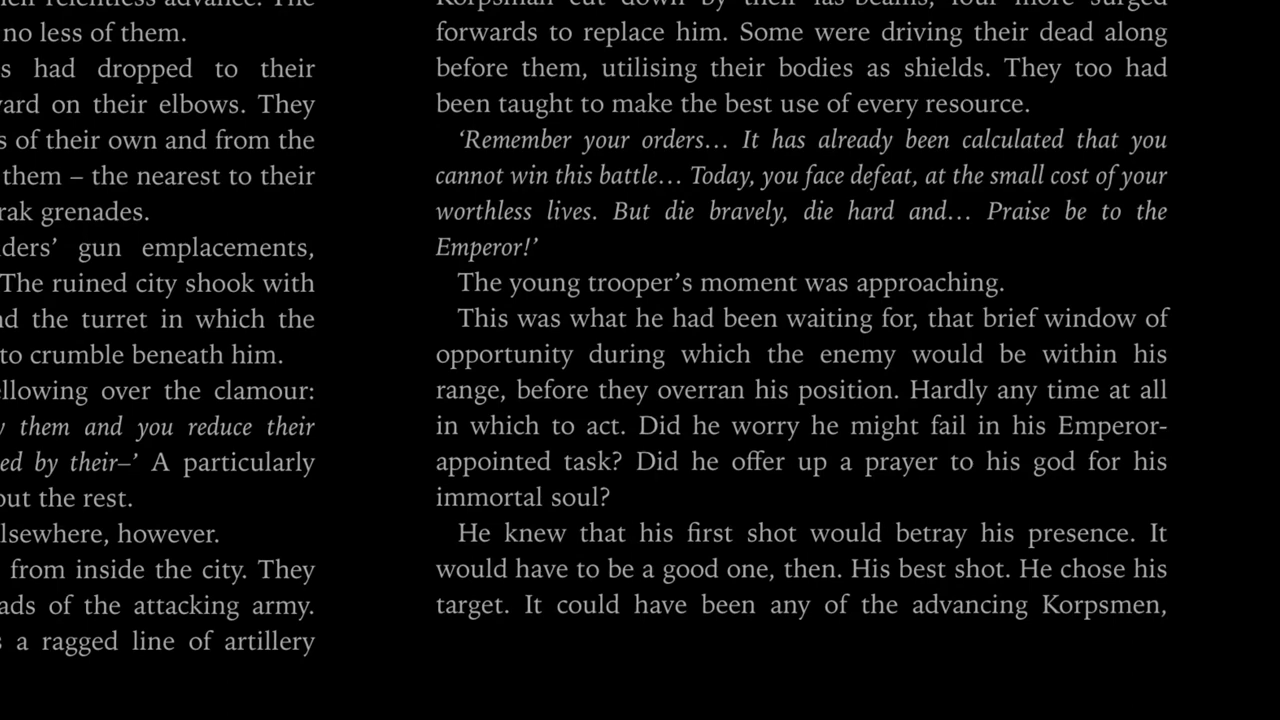 no less of them.
s had dropped to their
ard on their elbows. They
s of their own and from the
them – the nearest to their
rak grenades.
ders’ gun emplacements,
The ruined city shook with
d the turret in which the
to crumble beneath him.
ellowing over the clamour:
them and you reduce their
ed by their–’ A particularly
out the rest.
lsewhere, however.
from inside the city. They
ads of the attacking army.
a ragged line of artillery
Korpsman cut down by their las-beams, four more surged
forwards to replace him. Some were driving their dead along
before them, utilising their bodies as shields. They too had
been taught to make the best use of every resource.
‘Remember your orders… It has already been calculated that you
cannot win this battle… Today, you face defeat, at the small cost of your
worthless lives. But die bravely, die hard and… Praise be to the
Emperor!’
The young trooper’s moment was approaching.
This was what he had been waiting for, that brief window of
opportunity during which the enemy would be within his
range, before they overran his position. Hardly any time at all
in which to act. Did he worry he might fail in his Emperor-
appointed task? Did he offer up a prayer to his god for his
immortal soul?
He knew that his first shot would betray his presence. It
would have to be a good one, then. His best shot. He chose his
target. It could have been any of the advancing Korpsmen,